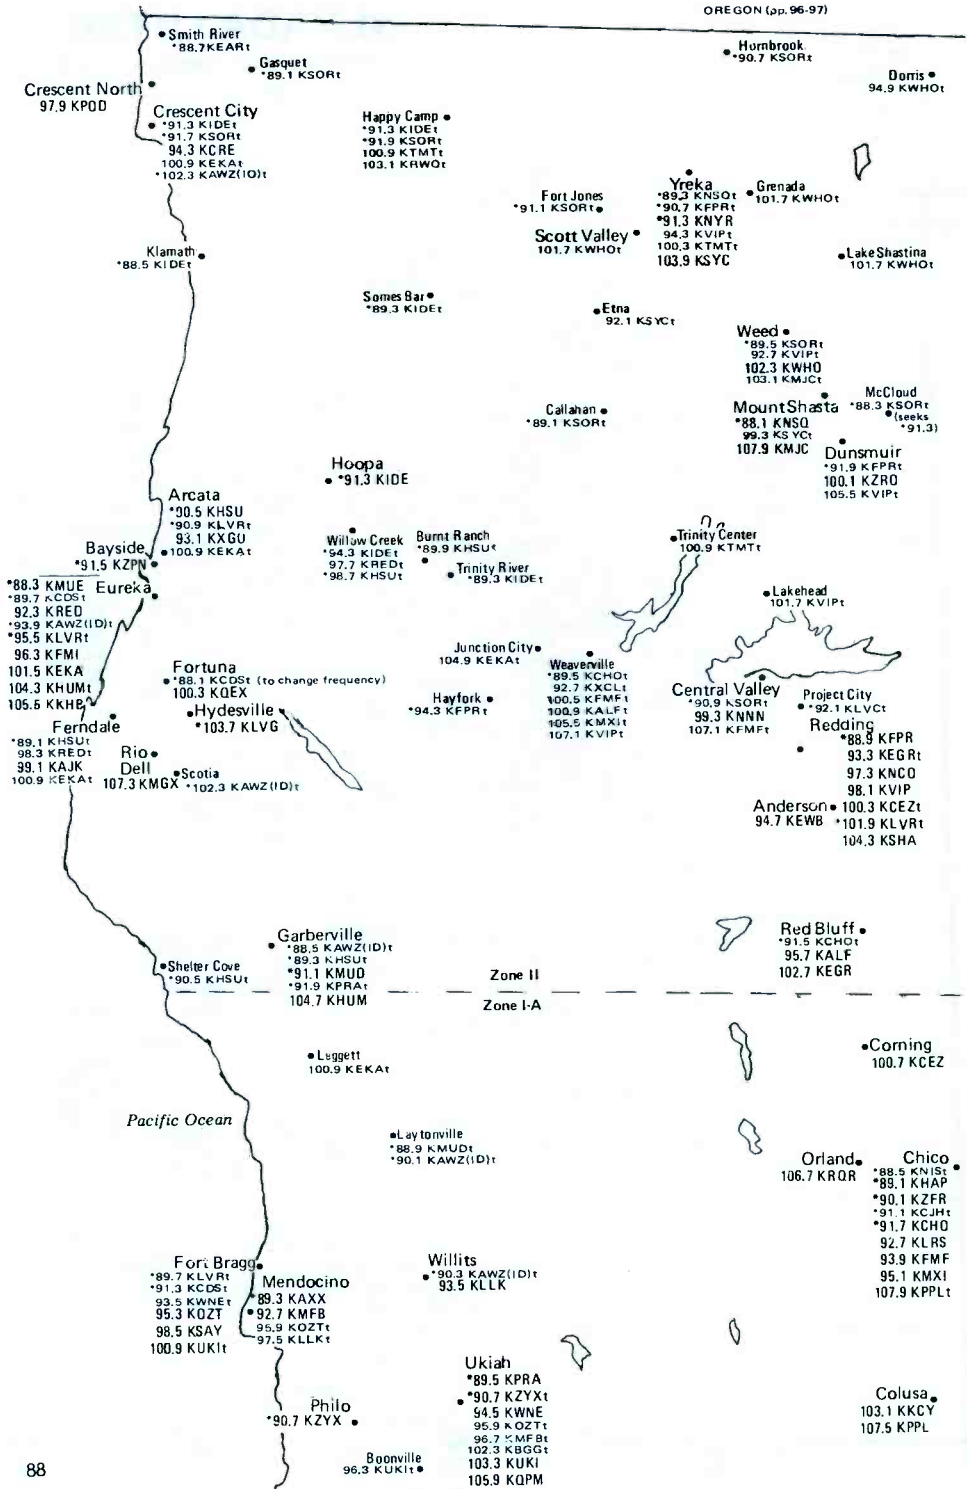 OREGON (pp. 96-97)
Smith River
*88.7 KEARt
Gasquet
*89.1 KSORt
Hornbrook
*90.7 KSORt
Dorris
94.9 KWHOt
Crescent North
97.9 KPOD
Crescent City
*91.3 KIDEt
*91.7 KSORt
94.3 KCRE
100.9 KEKAt
*102.3 KAWZ(ID)t
Happy Camp
*91.3 KIDEt
*91.9 KSORt
100.9 KTMTt
103.1 KRWQt
Yreka
*89.3 KNSQt
*90.7 KFPRt
*91.3 KNYR
94.3 KVIPt
100.3 KTMTt
103.9 KSYC
Grenada
101.7 KWHOt
Fort Jones
*91.1 KSORt
Scott Valley
101.7 KWHOt
Klamath
*88.5 KIDEt
Lake Shastina
101.7 KWHOt
Somes Bar
*89.3 KIDEt
Etna
92.1 KSYCt
Weed
*89.5 KSORt
92.7 KVIPt
102.3 KWHO
103.1 KMJCt
McCloud
*88.3 KSORt
(seeks
*91.3)
Mount Shasta
*88.1 KNSQ
99.3 KSYCt
107.9 KMJC
Callahan
*89.1 KSORt
Dunsmuir
*91.9 KFPRt
100.1 KZRO
105.5 KVIPt
Hoopa
*91.3 KIDE
Arcata
*90.5 KHSU
*90.9 KLVRt
93.1 KXGO
100.9 KEKAt
Willow Creek
*94.3 KIDEt
97.7 KREDt
*98.7 KHSUt
Burnt Ranch
*89.9 KHSUt
Trinity River
*89.3 KIDEt
Trinity Center
100.9 KTMTt
Bayside
*91.5 KZPN
Eureka
*88.3 KMUE
*89.7 KCDSt
92.3 KRED
*93.9 KAWZ(ID)t
*95.5 KLVRt
96.3 KFMI
101.5 KEKA
104.3 KHUMt
105.5 KKHB
Lakehead
101.7 KVIPt
Junction City
104.9 KEKAt
Weaverville
*89.5 KCHOt
92.7 KXCLt
100.5 KFMFt
100.9 KALFt
105.5 KMXIt
107.1 KVIPt
Fortuna
*88.1 KCDSt (to change frequency)
100.3 KQEX
Hayfork
*94.3 KFPRt
Central Valley
*90.9 KSORt
99.3 KNNN
107.1 KFMFt
Project City
*92.1 KLVCt
Hydesville
*103.7 KLVG
Ferndale
*89.1 KHSUt
98.3 KREDt
99.1 KAJK
100.9 KEKAt
Rio
Dell
107.3 KMGX
Scotia
*102.3 KAWZ(ID)t
Redding
*88.9 KFPR
93.3 KEGRt
97.3 KNCQ
98.1 KVIP
100.3 KCEZt
*101.9 KLVRt
104.3 KSHA
Anderson
94.7 KEWB
Garberville
*88.5 KAWZ(ID)t
*89.3 KHSUt
*91.1 KMUD
*91.9 KPRAt
104.7 KHUM
Red Bluff
*91.5 KCHOt
95.7 KALF
102.7 KEGR
Shelter Cove
*90.5 KHSUt
Zone II
Zone I-A
Leggett
100.9 KEKAt
Corning
100.7 KCEZ
Pacific Ocean
Laytonville
*88.9 KMUDt
*90.1 KAWZ(ID)t
Orland
106.7 KRQR
Chico
*88.5 KNISt
*89.1 KHAP
*90.1 KZFR
*91.1 KCJHt
*91.7 KCHO
92.7 KLRS
93.9 KFMF
95.1 KMXI
107.9 KPPLt
Fort Bragg
*89.7 KLVRt
*91.3 KCDSt
93.5 KWNEt
95.3 KOZT
98.5 KSAY
100.9 KUKIt
Mendocino
89.3 KAXX
92.7 KMFB
95.9 KOZTt
97.5 KLLKt
Willits
*90.3 KAWZ(ID)t
93.5 KLLK
Ukiah
*89.5 KPRA
*90.7 KZYXt
94.5 KWNE
95.9 KOZTt
96.7 KMFBt
102.3 KBGGt
103.3 KUKI
105.9 KQPM
Philo
*90.7 KZYX
Colusa
103.1 KKCY
107.5 KPPL
Boonville
96.3 KUKIt
88